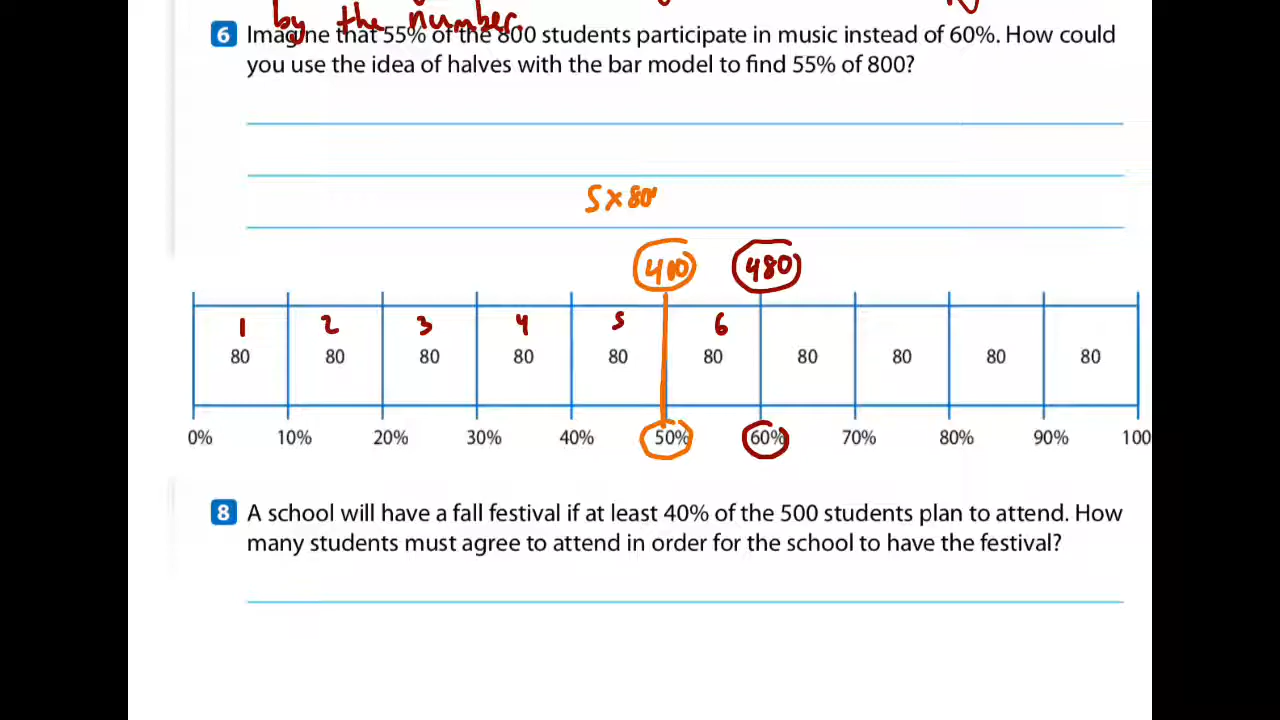 by the number.
6 Imagine that 55% of the 800 students participate in music instead of 60%. How could
you use the idea of halves with the bar model to find 55% of 800?
5 × 80
400 480
1 2 3 4 5 6
80 80 80 80 80 80 80 80 80 80
0% 10% 20% 30% 40% 50% 60% 70% 80% 90% 100
8 A school will have a fall festival if at least 40% of the 500 students plan to attend. How
many students must agree to attend in order for the school to have the festival?